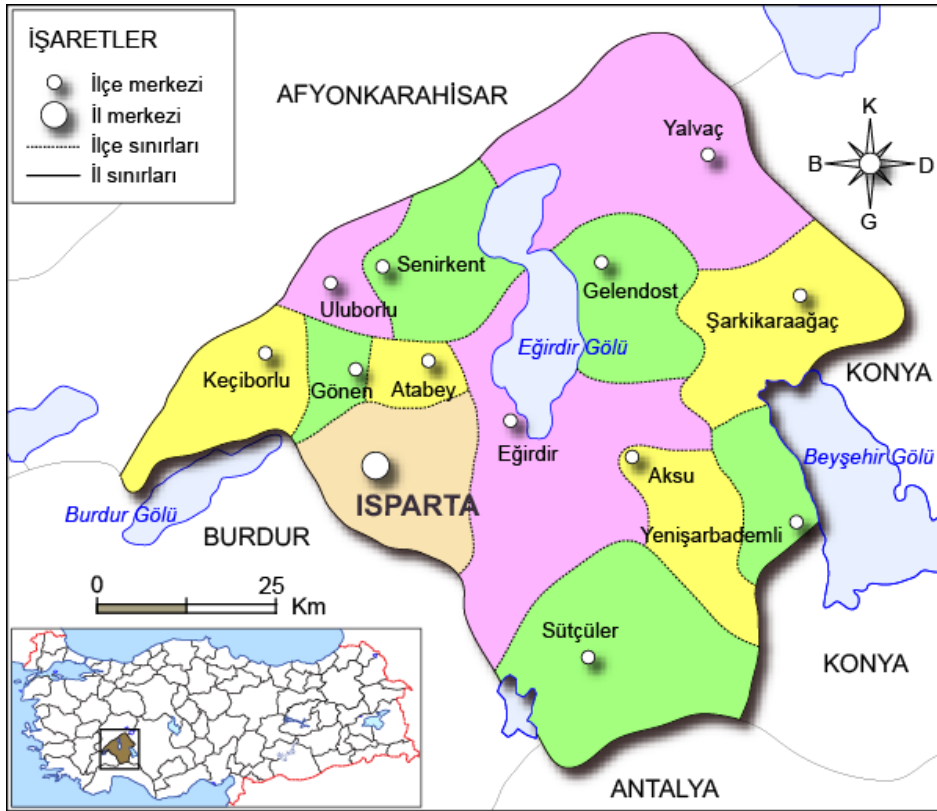 İŞARETLER
İlçe merkezi
İl merkezi
İlçe sınırları
İl sınırları
AFYONKARAHİSAR
K
B
D
G
Yalvaç
Senirkent
Gelendost
Uluborlu
Şarkikaraağaç
Eğirdir Gölü
Keçiborlu
Gönen
Atabey
KONYA
Eğirdir
Aksu
Beyşehir Gölü
ISPARTA
Burdur Gölü
BURDUR
Yenişarbademli
0
25
Km
Sütçüler
KONYA
ANTALYA